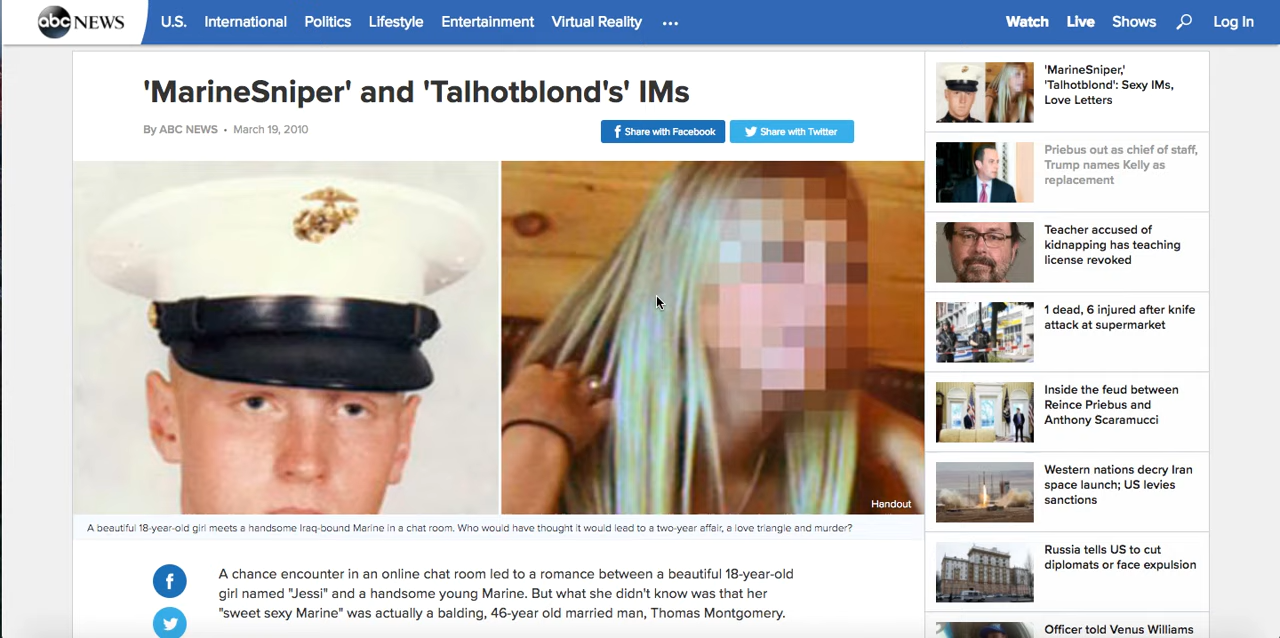 abc NEWS
U.S. International Politics Lifestyle Entertainment Virtual Reality ...
Watch Live Shows Log In
'MarineSniper' and 'Talhotblond's' IMs
By ABC NEWS • March 19, 2010
f Share with Facebook
Share with Twitter
Handout
A beautiful 18-year-old girl meets a handsome Iraq-bound Marine in a chat room. Who would have thought it would lead to a two-year affair, a love triangle and murder?
f
A chance encounter in an online chat room led to a romance between a beautiful 18-year-old
girl named "Jessi" and a handsome young Marine. But what she didn't know was that her
"sweet sexy Marine" was actually a balding, 46-year old married man, Thomas Montgomery.
'MarineSniper,'
'Talhotblond': Sexy IMs,
Love Letters
Priebus out as chief of staff,
Trump names Kelly as
replacement
Teacher accused of
kidnapping has teaching
license revoked
1 dead, 6 injured after knife
attack at supermarket
Inside the feud between
Reince Priebus and
Anthony Scaramucci
Western nations decry Iran
space launch; US levies
sanctions
Russia tells US to cut
diplomats or face expulsion
Officer told Venus Williams